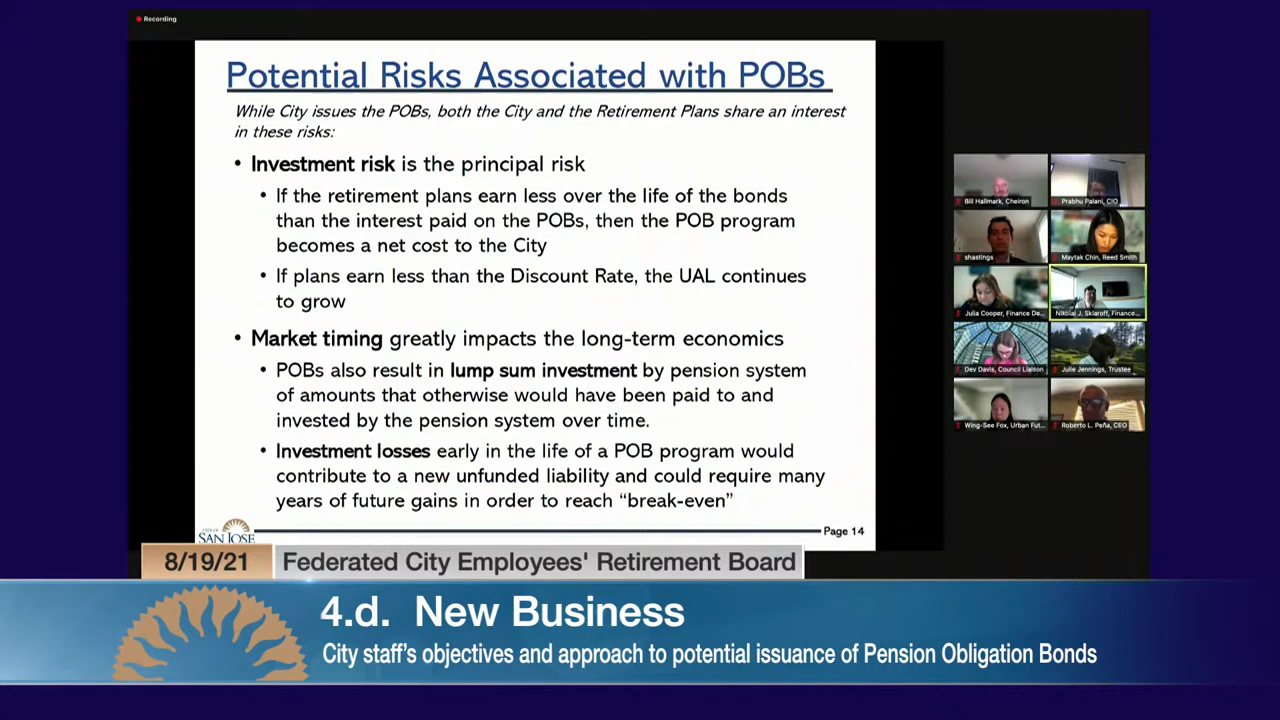 Recording
Potential Risks Associated with POBs
While City issues the POBs, both the City and the Retirement Plans share an interest
in these risks:
• Investment risk is the principal risk
• If the retirement plans earn less over the life of the bonds
than the interest paid on the POBs, then the POB program
becomes a net cost to the City
• If plans earn less than the Discount Rate, the UAL continues
to grow
• Market timing greatly impacts the long-term economics
• POBs also result in lump sum investment by pension system
of amounts that otherwise would have been paid to and
invested by the pension system over time.
• Investment losses early in the life of a POB program would
contribute to a new unfunded liability and could require many
years of future gains in order to reach “break-even”
CITY OF
SAN JOSE
Page 14
Bill Hallmark, Cheiron
Prabhu Palani, CIO
shastings
Maytak Chin, Reed Smith
Julia Cooper, Finance De...
Nikolai J. Sklaroff, Finance...
Dev Davis, Council Liaison
Julie Jennings, Trustee
Wing-See Fox, Urban Fut...
Roberto L. Peña, CEO
8/19/21
Federated City Employees' Retirement Board
4.d. New Business
City staff's objectives and approach to potential issuance of Pension Obligation Bonds